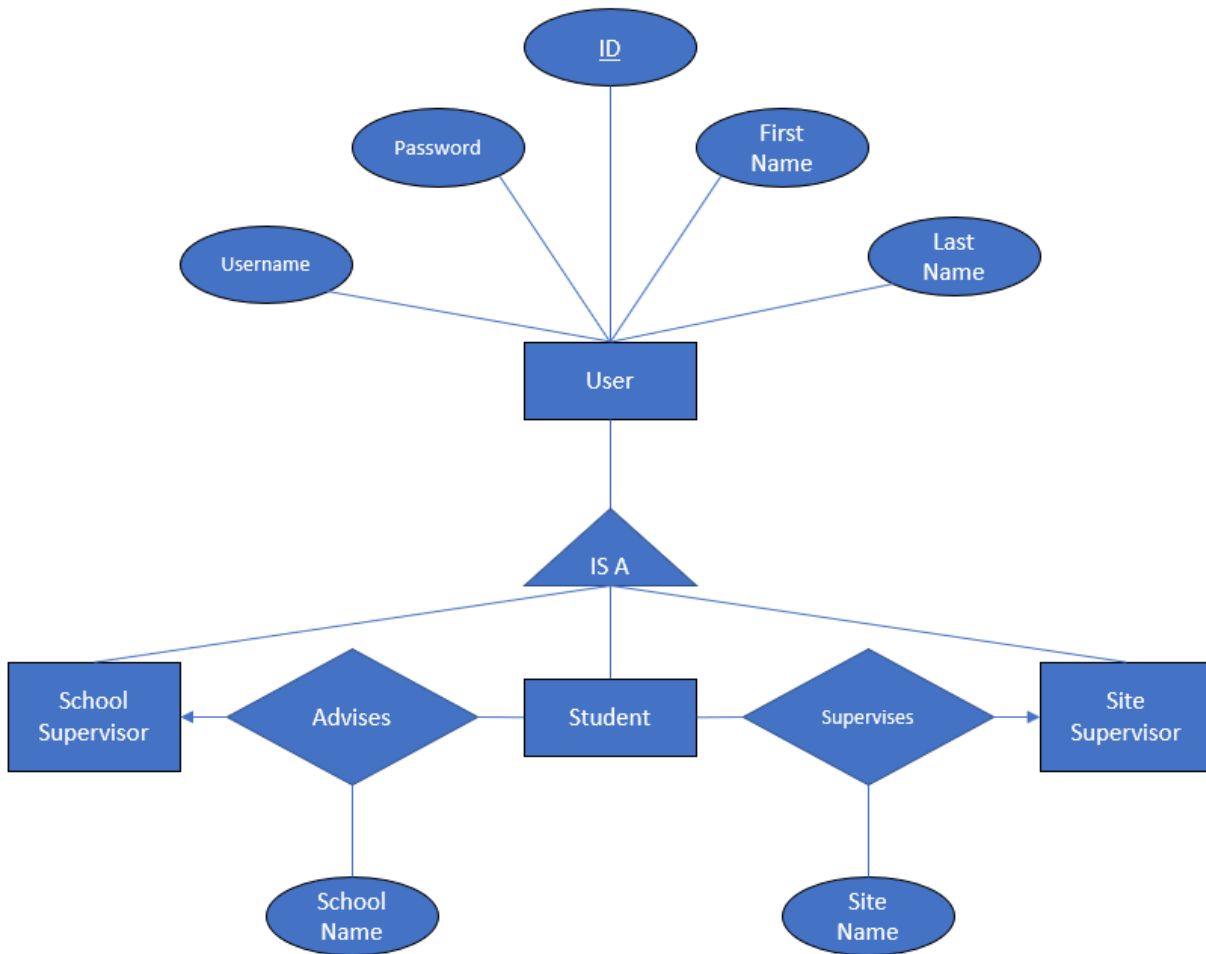 ID
Password
First
Name
Username
Last
Name
User
IS A
School
Supervisor
Advises
Student
Supervises
Site
Supervisor
School
Name
Site
Name